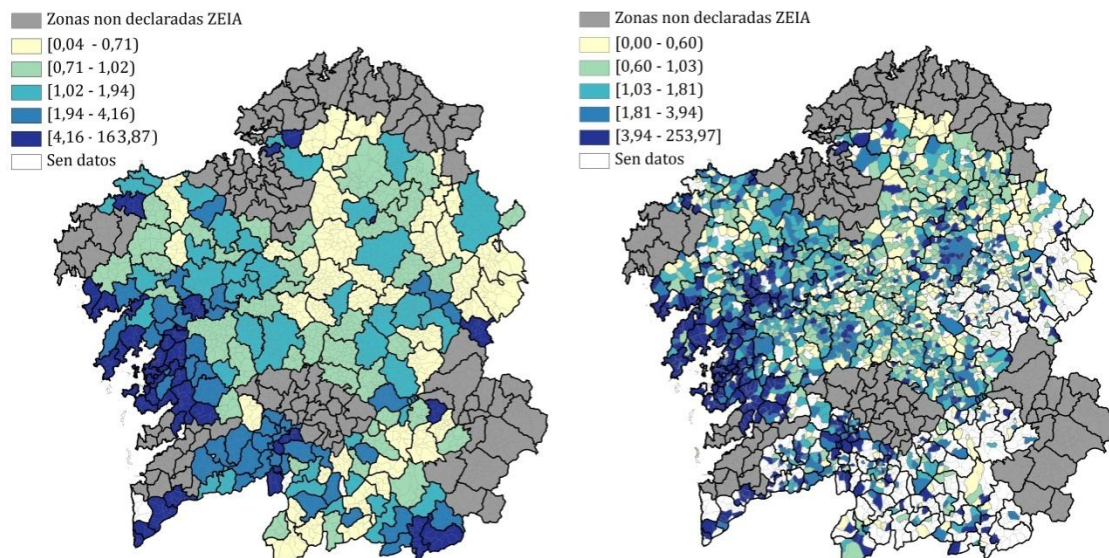 Zonas non declaradas ZEIA
[0,04 - 0,71)
[0,71 - 1,02)
[1,02 - 1,94)
[1,94 - 4,16)
[4,16 - 163,87]
Sen datos
Zonas non declaradas ZEIA
[0,00 - 0,60)
[0,60 - 1,03)
[1,03 - 1,81)
[1,81 - 3,94)
[3,94 - 253,97]
Sen datos